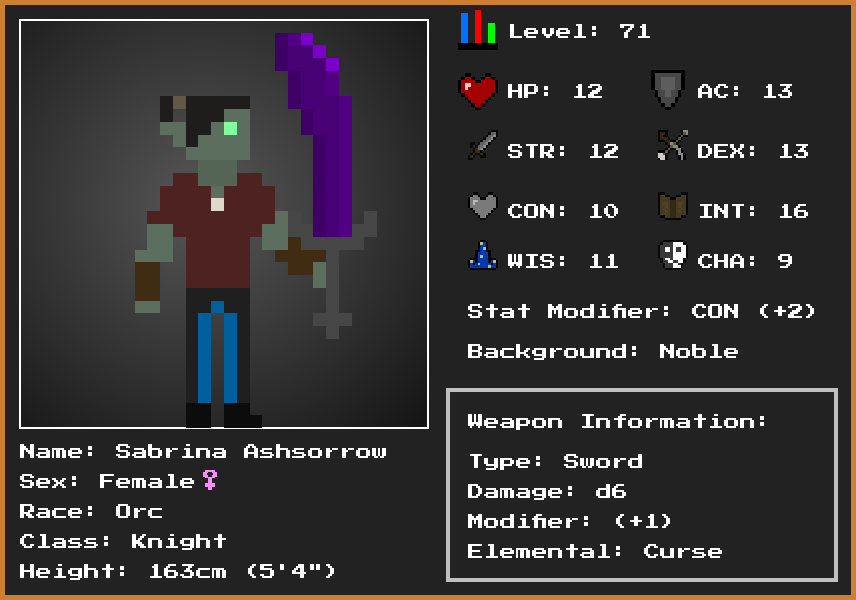 Level: 71
HP: 12
AC: 13
STR: 12
DEX: 13
CON: 10
INT: 16
WIS: 11
CHA: 9
Stat Modifier: CON (+2)
Background: Noble
Weapon Information:
Type: Sword
Damage: d6
Modifier: (+1)
Elemental: Curse
Name: Sabrina Ashsorrow
Sex: Female♀
Race: Orc
Class: Knight
Height: 163cm (5'4")